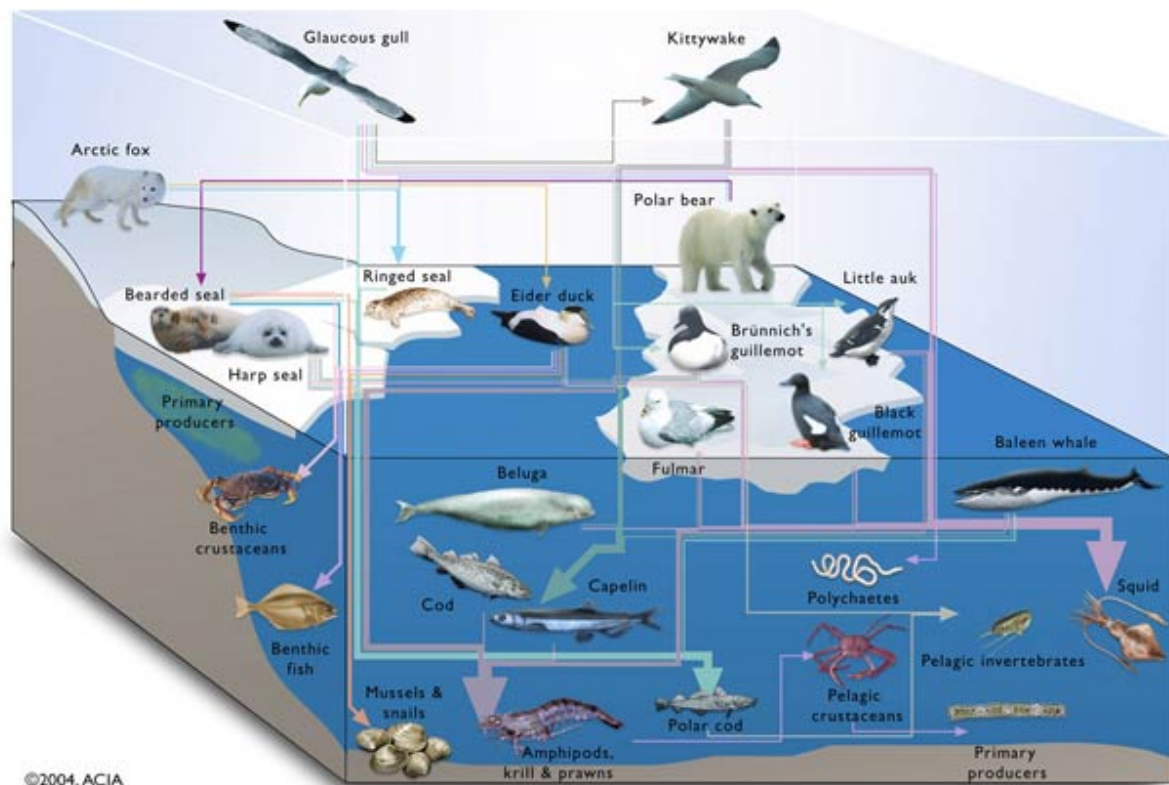 Glaucous gull
Kittywake
Arctic fox
Polar bear
Ringed seal
Little auk
Bearded seal
Eider duck
Brünnich's
guillemot
Harp seal
Primary
producers
Black
guillemot
Baleen whale
Fulmar
Beluga
Benthic
crustaceans
Capelin
Cod
Polychaetes
Squid
Benthic
fish
Pelagic invertebrates
Mussels &
snails
Pelagic
crustaceans
Polar cod
Amphipods,
krill & prawns
Primary
producers
©2004, ACIA